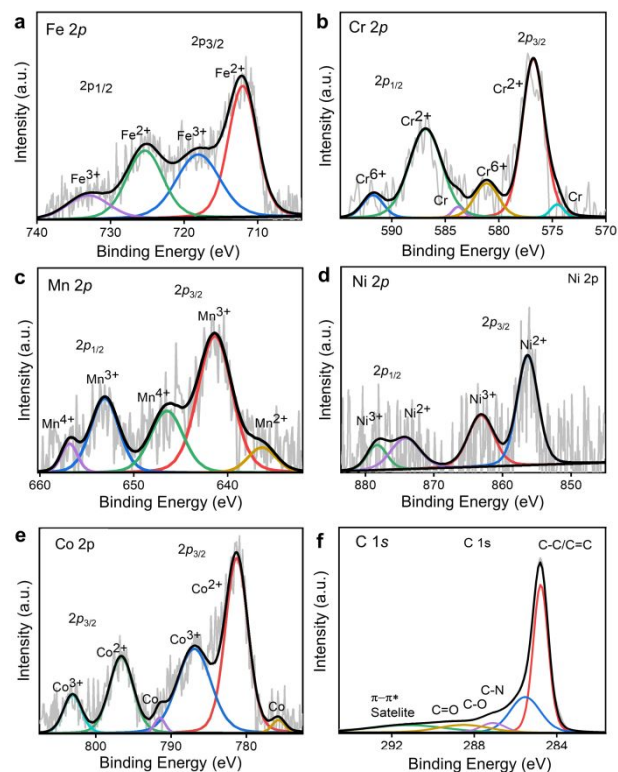 a Fe 2p
2p3/2
2p1/2
Fe2+
Fe2+
Fe3+
Fe3+
Intensity (a.u.)
740 730 720 710
Binding Energy (eV)
b Cr 2p
2p3/2
2p1/2
Cr2+
Cr2+
Cr6+
Cr6+
Cr
Cr
Intensity (a.u.)
590 585 580 575 570
Binding Energy (eV)
c Mn 2p
2p3/2
Mn3+
2p1/2
Mn3+
Mn4+
Mn4+
Mn2+
Intensity (a.u.)
660 640
Binding Energy (eV)
d Ni 2p
Ni 2p
2p3/2
Ni2+
2p1/2
Ni3+
Ni2+
Ni3+
Intensity (a.u.)
880 870 860 850
Binding Energy (eV)
e Co 2p
2p3/2
Co2+
2p3/2
Co3+
Co2+
Co3+
Co
Co
Intensity (a.u.)
800 790 780
Binding Energy (eV)
f C 1s
C 1s
C-C/C=C
C-N
π–π*
C=O
C-O
Satelite
Intensity (a.u.)
292 288 284
Binding Energy (eV)